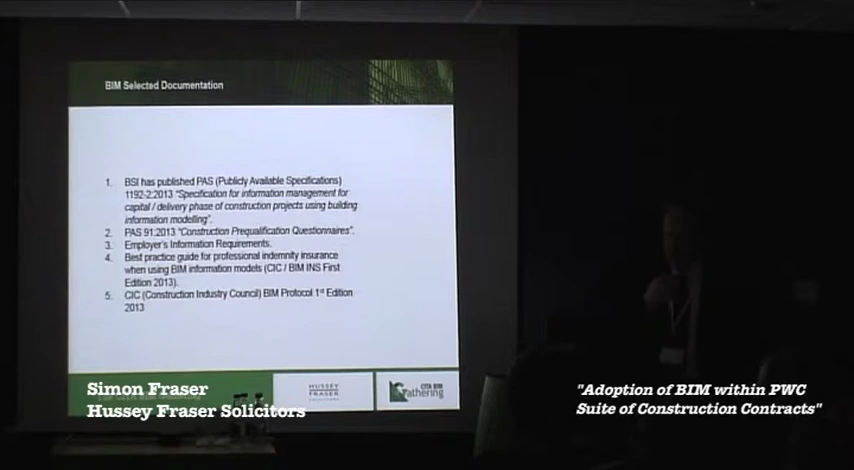 BIM Selected Documentation
1. BSI has published PAS (Publicly Available Specifications)
1192-2:2013 "Specification for information management for
capital / delivery phase of construction projects using building
information modelling".
2. PAS 91:2013 "Construction Prequalification Questionnaires".
3. Employer's Information Requirements.
4. Best practice guide for professional indemnity insurance
when using BIM information models (CIC / BIM INS First
Edition 2013).
5. CIC (Construction Industry Council) BIM Protocol 1st Edition
2013
HUSSEY
FRASER
CITA BIM
Gathering
Simon Fraser
Hussey Fraser Solicitors
"Adoption of BIM within PWC
Suite of Construction Contracts"